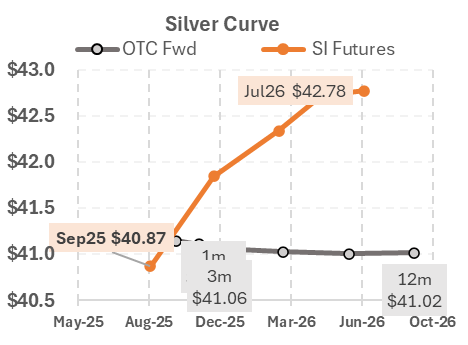 Silver Curve
OTC Fwd SI Futures
$43.0
Jul26 $42.78
$42.5
$42.0
$41.5
Sep25 $40.87
$41.0
1m
3m
$41.06
12m
$41.02
$40.5
May-25 Aug-25 Dec-25 Mar-26 Jun-26 Oct-26